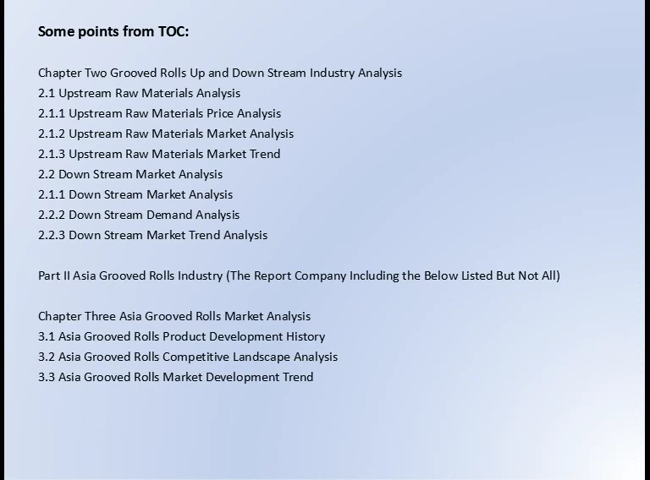 Some points from TOC:
Chapter Two Grooved Rolls Up and Down Stream Industry Analysis
2.1 Upstream Raw Materials Analysis
2.1.1 Upstream Raw Materials Price Analysis
2.1.2 Upstream Raw Materials Market Analysis
2.1.3 Upstream Raw Materials Market Trend
2.2 Down Stream Market Analysis
2.1.1 Down Stream Market Analysis
2.2.2 Down Stream Demand Analysis
2.2.3 Down Stream Market Trend Analysis
Part II Asia Grooved Rolls Industry (The Report Company Including the Below Listed But Not All)
Chapter Three Asia Grooved Rolls Market Analysis
3.1 Asia Grooved Rolls Product Development History
3.2 Asia Grooved Rolls Competitive Landscape Analysis
3.3 Asia Grooved Rolls Market Development Trend